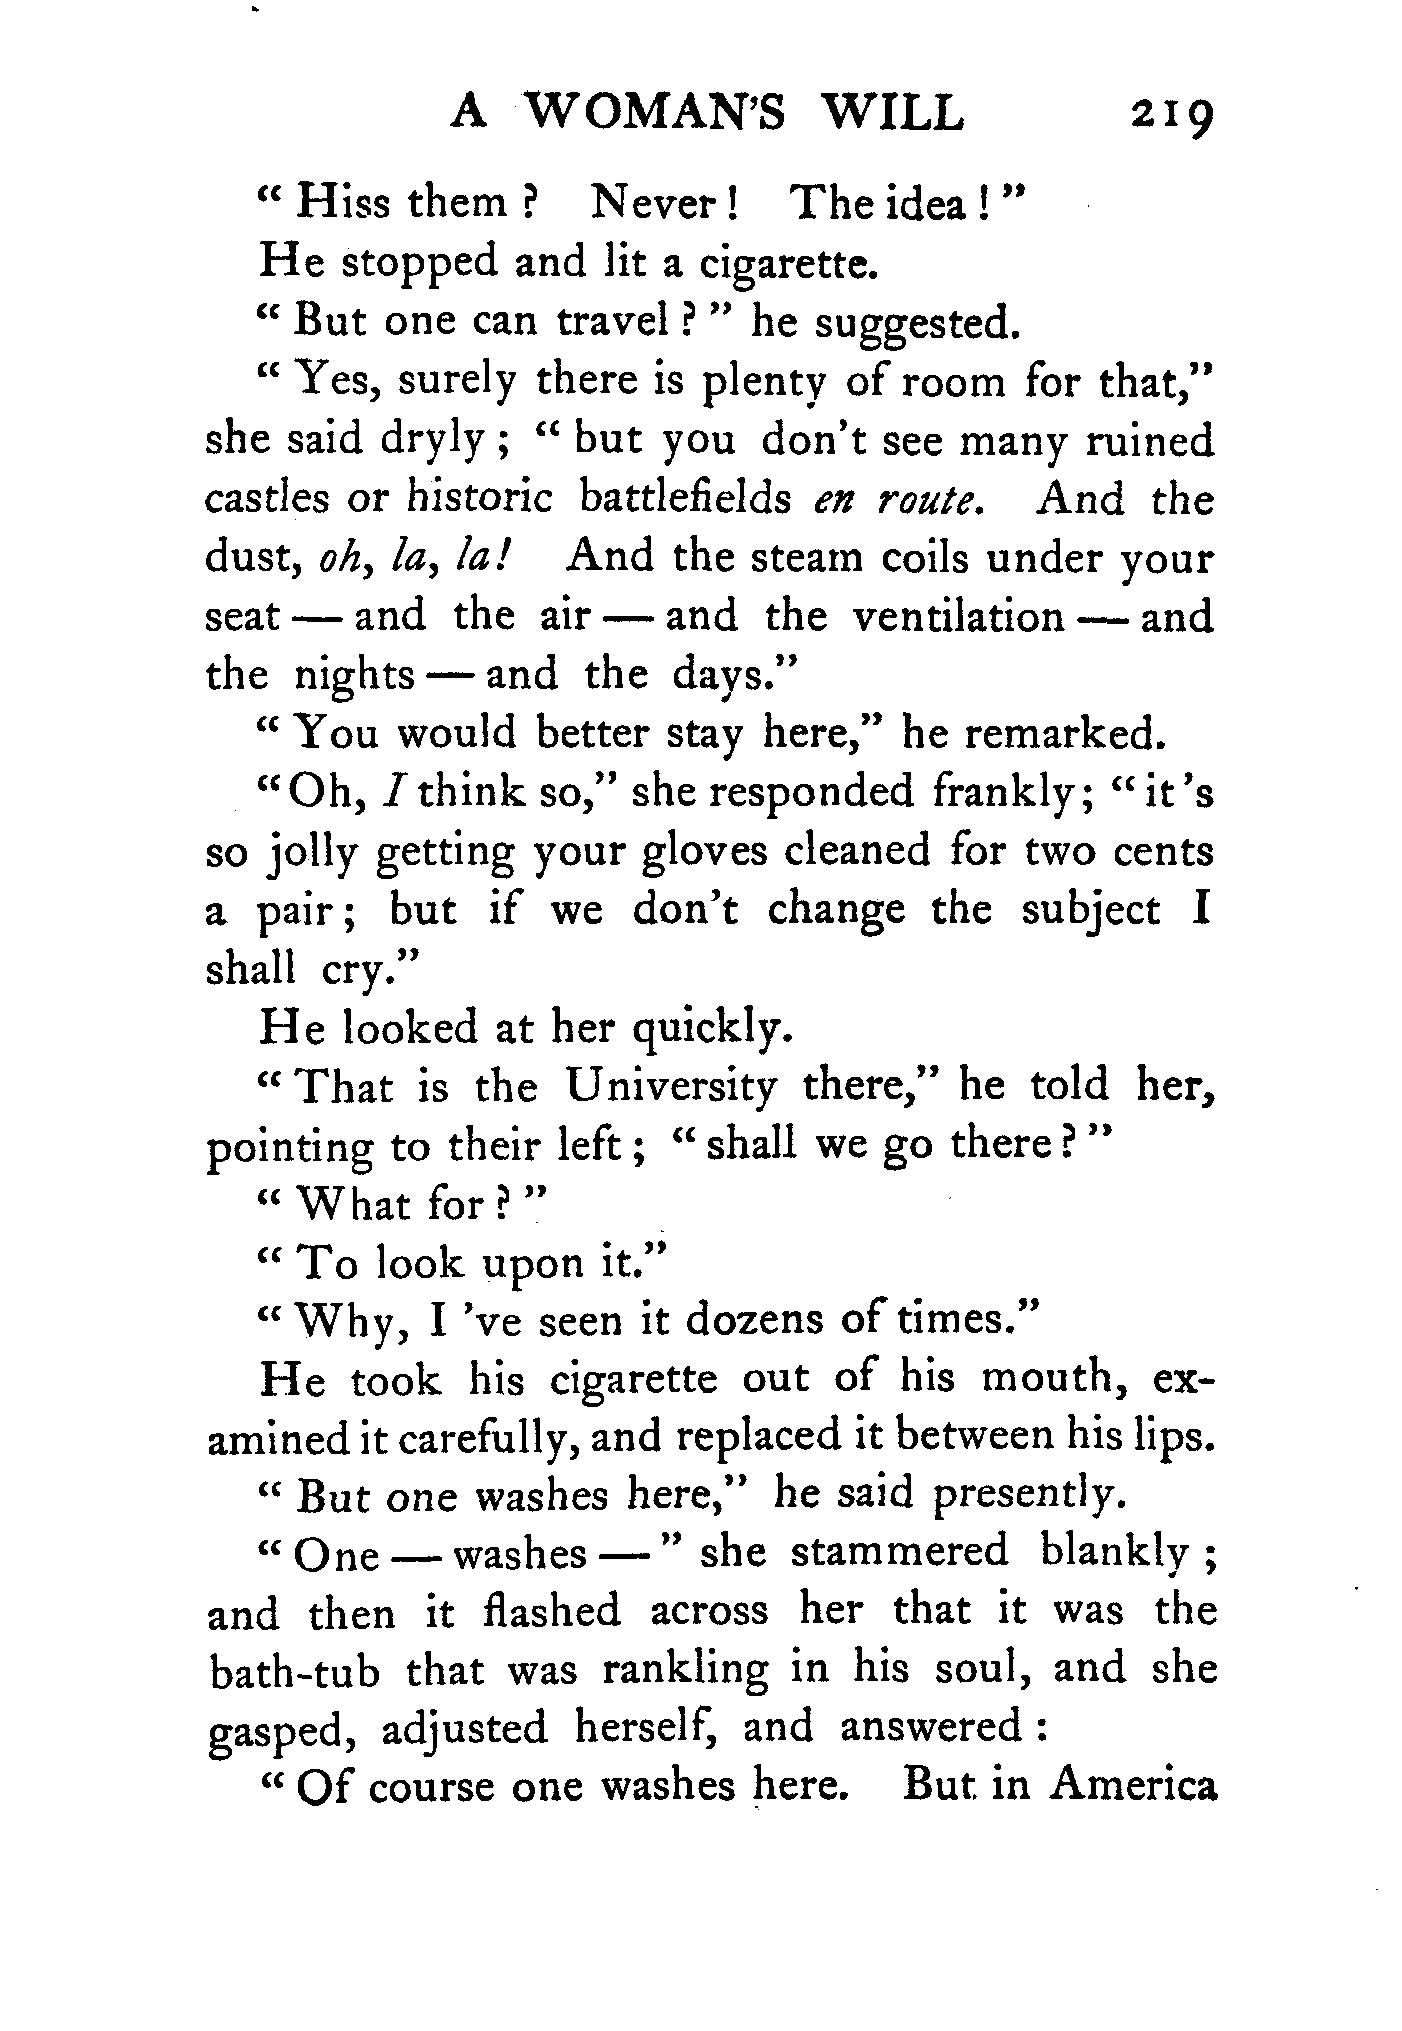 A WOMAN'S WILL 219
“ Hiss them ? Never ! The idea ! ”
He stopped and lit a cigarette.
“ But one can travel ? ” he suggested.
“ Yes, surely there is plenty of room for that,”
she said dryly ; “ but you don't see many ruined
castles or historic battlefields en route. And the
dust, oh, la, la! And the steam coils under your
seat — and the air — and the ventilation — and
the nights — and the days.”
“ You would better stay here,” he remarked.
“ Oh, I think so,” she responded frankly; “ it 's
so jolly getting your gloves cleaned for two cents
a pair ; but if we don't change the subject I
shall cry.”
He looked at her quickly.
“ That is the University there,” he told her,
pointing to their left ; “ shall we go there ? ”
“ What for ? ”
“ To look upon it.”
“ Why, I 've seen it dozens of times.”
He took his cigarette out of his mouth, ex-
amined it carefully, and replaced it between his lips.
“ But one washes here,” he said presently.
“ One — washes — ” she stammered blankly ;
and then it flashed across her that it was the
bath-tub that was rankling in his soul, and she
gasped, adjusted herself, and answered :
“ Of course one washes here. But in America